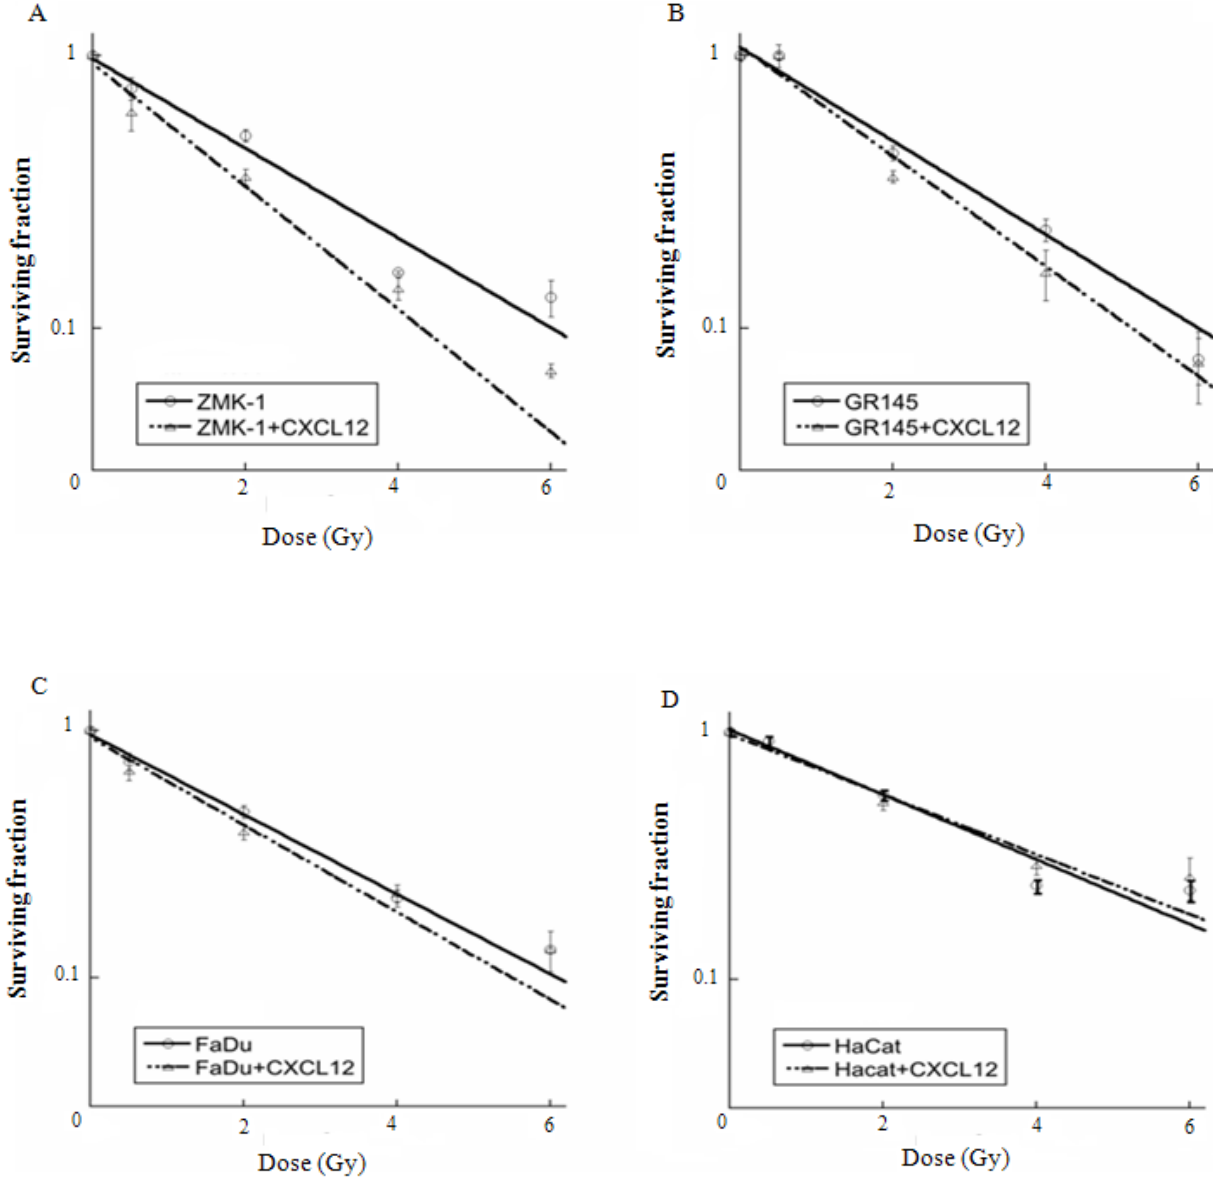 A
1
0.1
0
2
4
6
Surviving fraction
Dose (Gy)
ZMK-1
ZMK-1+CXCL12
B
1
0.1
0
2
4
6
Surviving fraction
Dose (Gy)
GR145
GR145+CXCL12
C
1
0.1
0
2
4
6
Surviving fraction
Dose (Gy)
FaDu
FaDu+CXCL12
D
1
0.1
0
2
4
6
Surviving fraction
Dose (Gy)
HaCat
Hacat+CXCL12